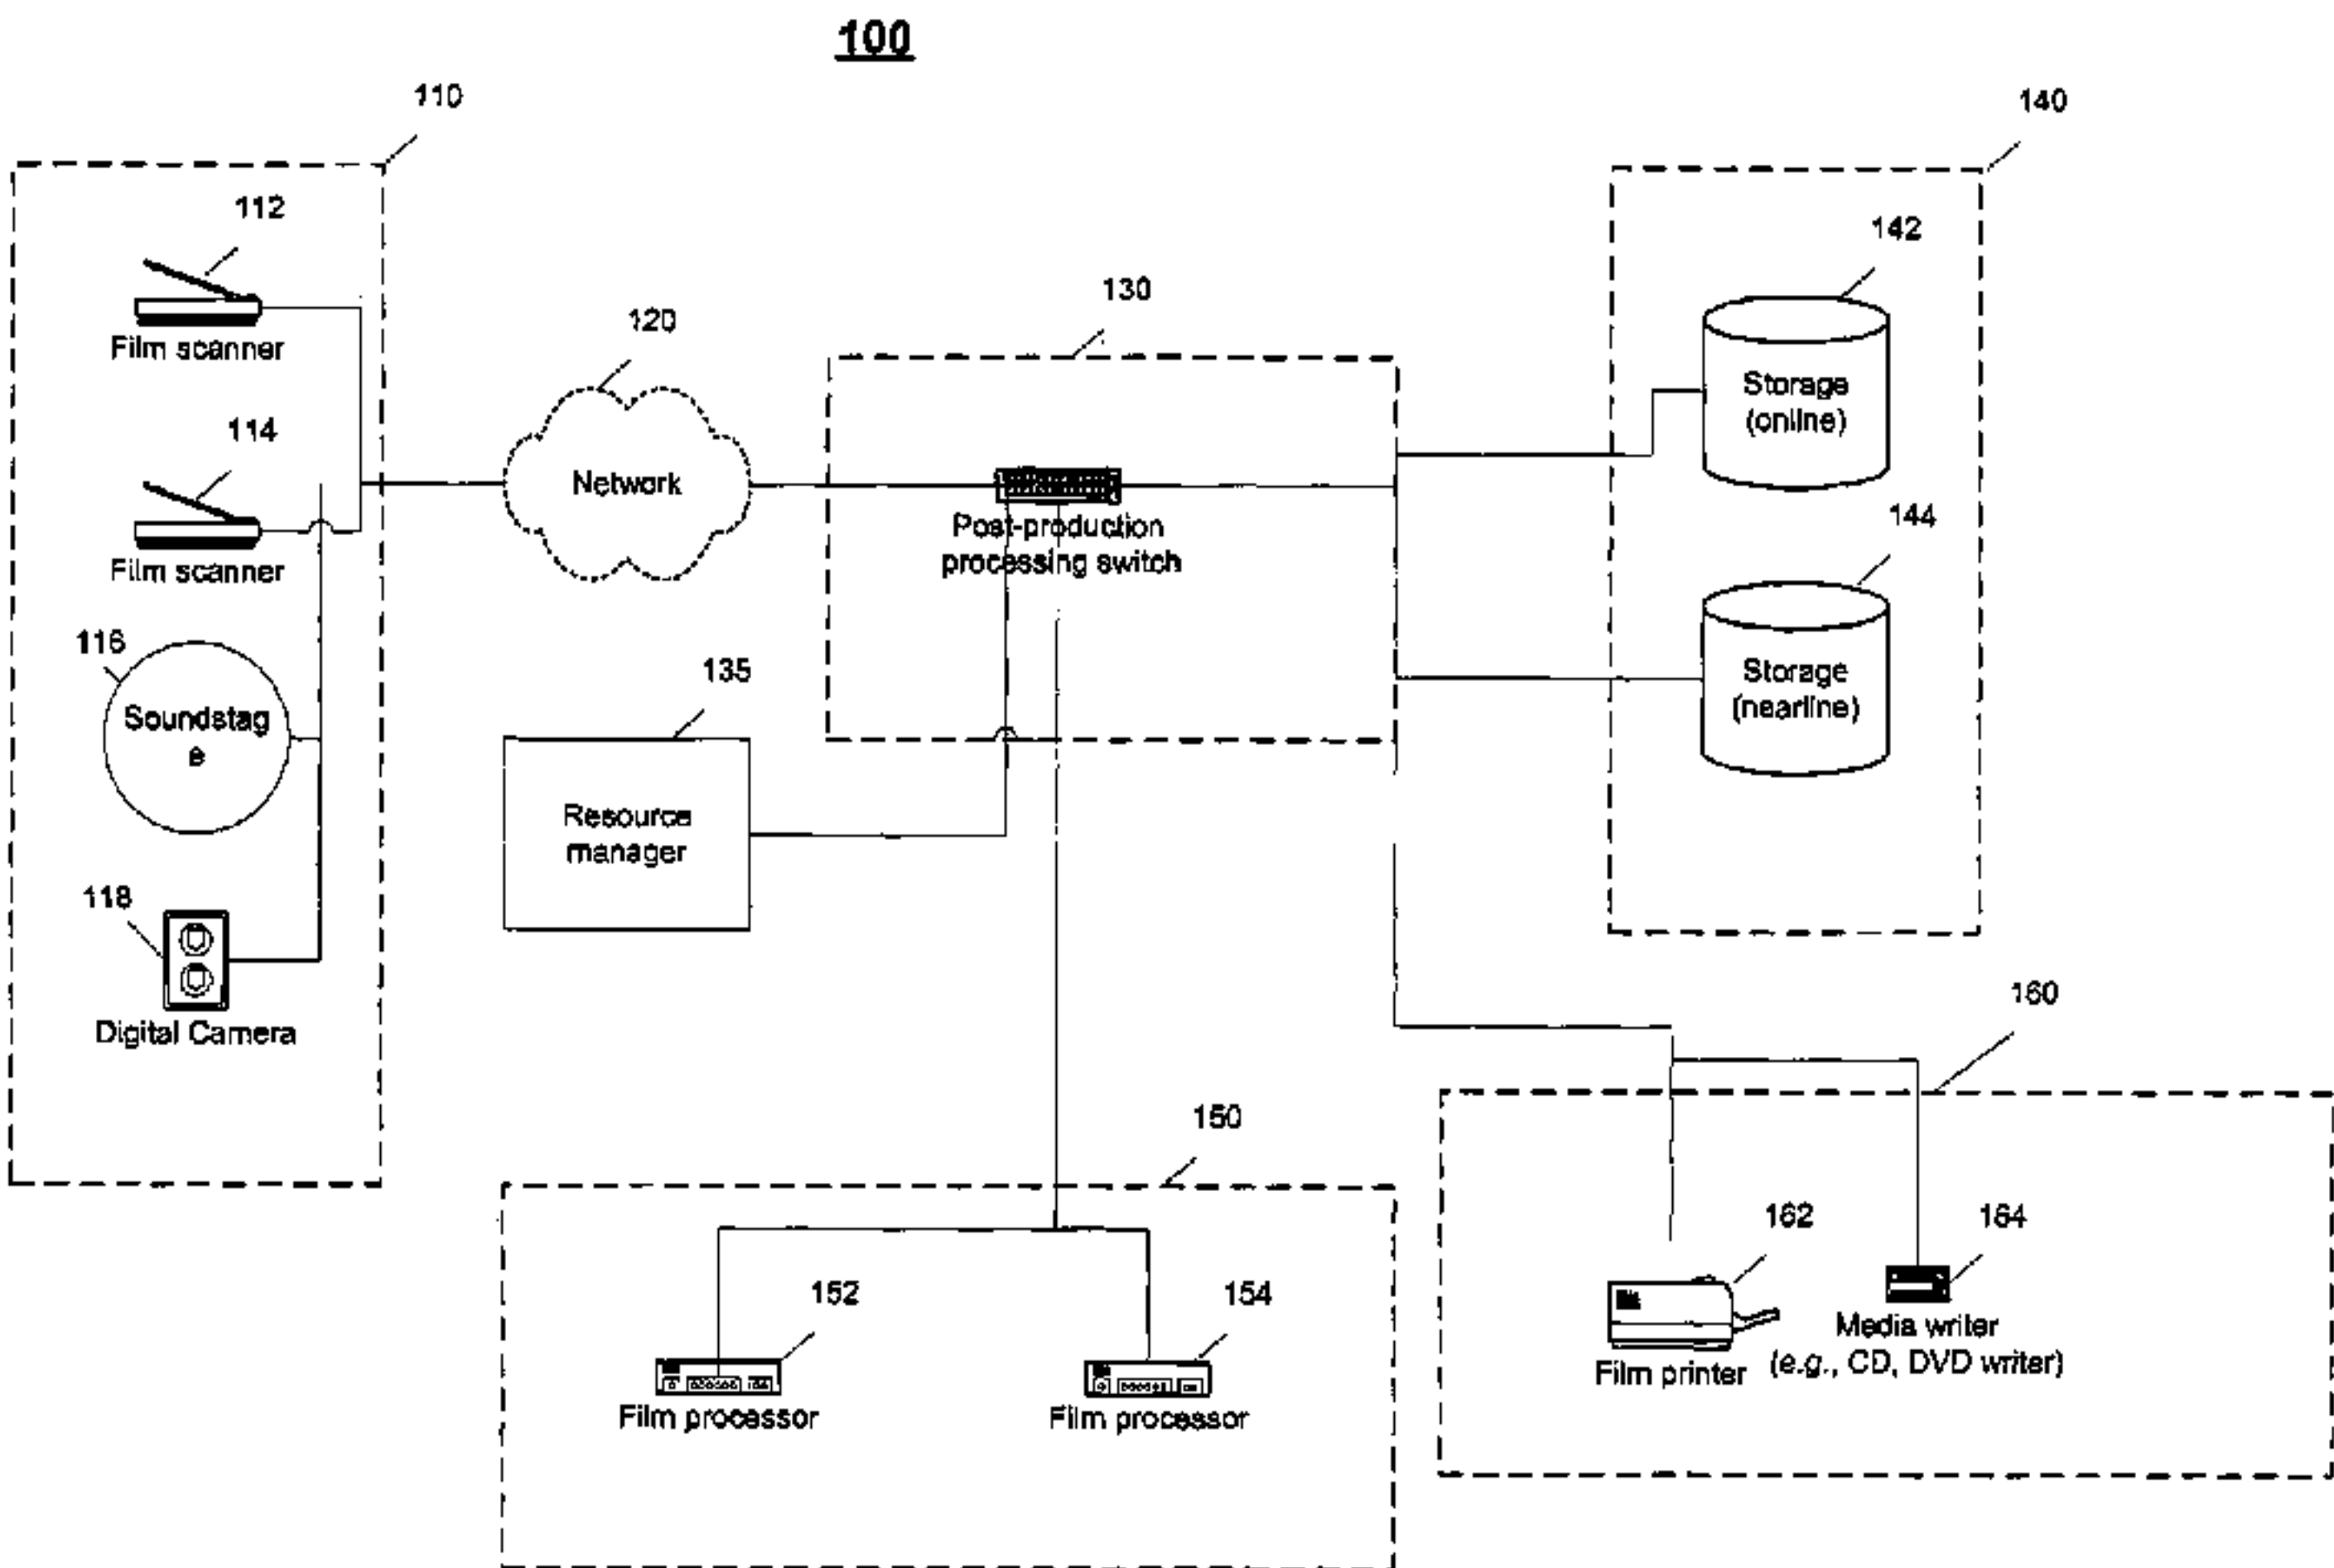 100
110
140
112
142
130
120
Film scanner
Storage
(online)
114
Network
144
Post-production
processing switch
Film scanner
116
135
Storage
(nearline)
Soundstag
e
Resource
manager
118
160
Digital Camera
150
162
164
152
154
Media writer
(e.g., CD, DVD writer)
Film printer
Film processor
Film processor